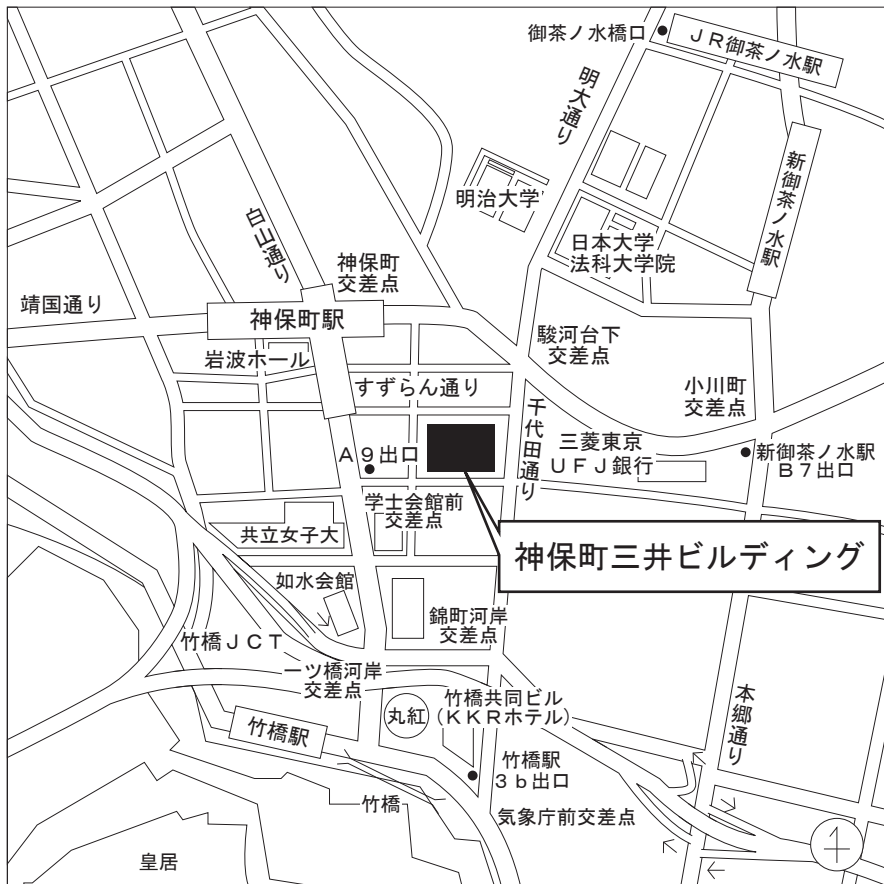 御茶ノ水橋口
ＪＲ御茶ノ水駅
明大通り
新御茶ノ水駅
明治大学
白山通り
日本大学
法科大学院
神保町
交差点
靖国通り
神保町駅
駿河台下
交差点
岩波ホール
すずらん通り
小川町
交差点
千代田通り
三菱東京
ＵＦＪ銀行
Ａ９出口
新御茶ノ水駅
Ｂ７出口
学士会館前
交差点
共立女子大
神保町三井ビルディング
如水会館
錦町河岸
交差点
竹橋ＪＣＴ
一ツ橋河岸
交差点
本郷通り
竹橋共同ビル
（ＫＫＲホテル）
丸紅
竹橋駅
竹橋駅
３ｂ出口
竹橋
気象庁前交差点
皇居